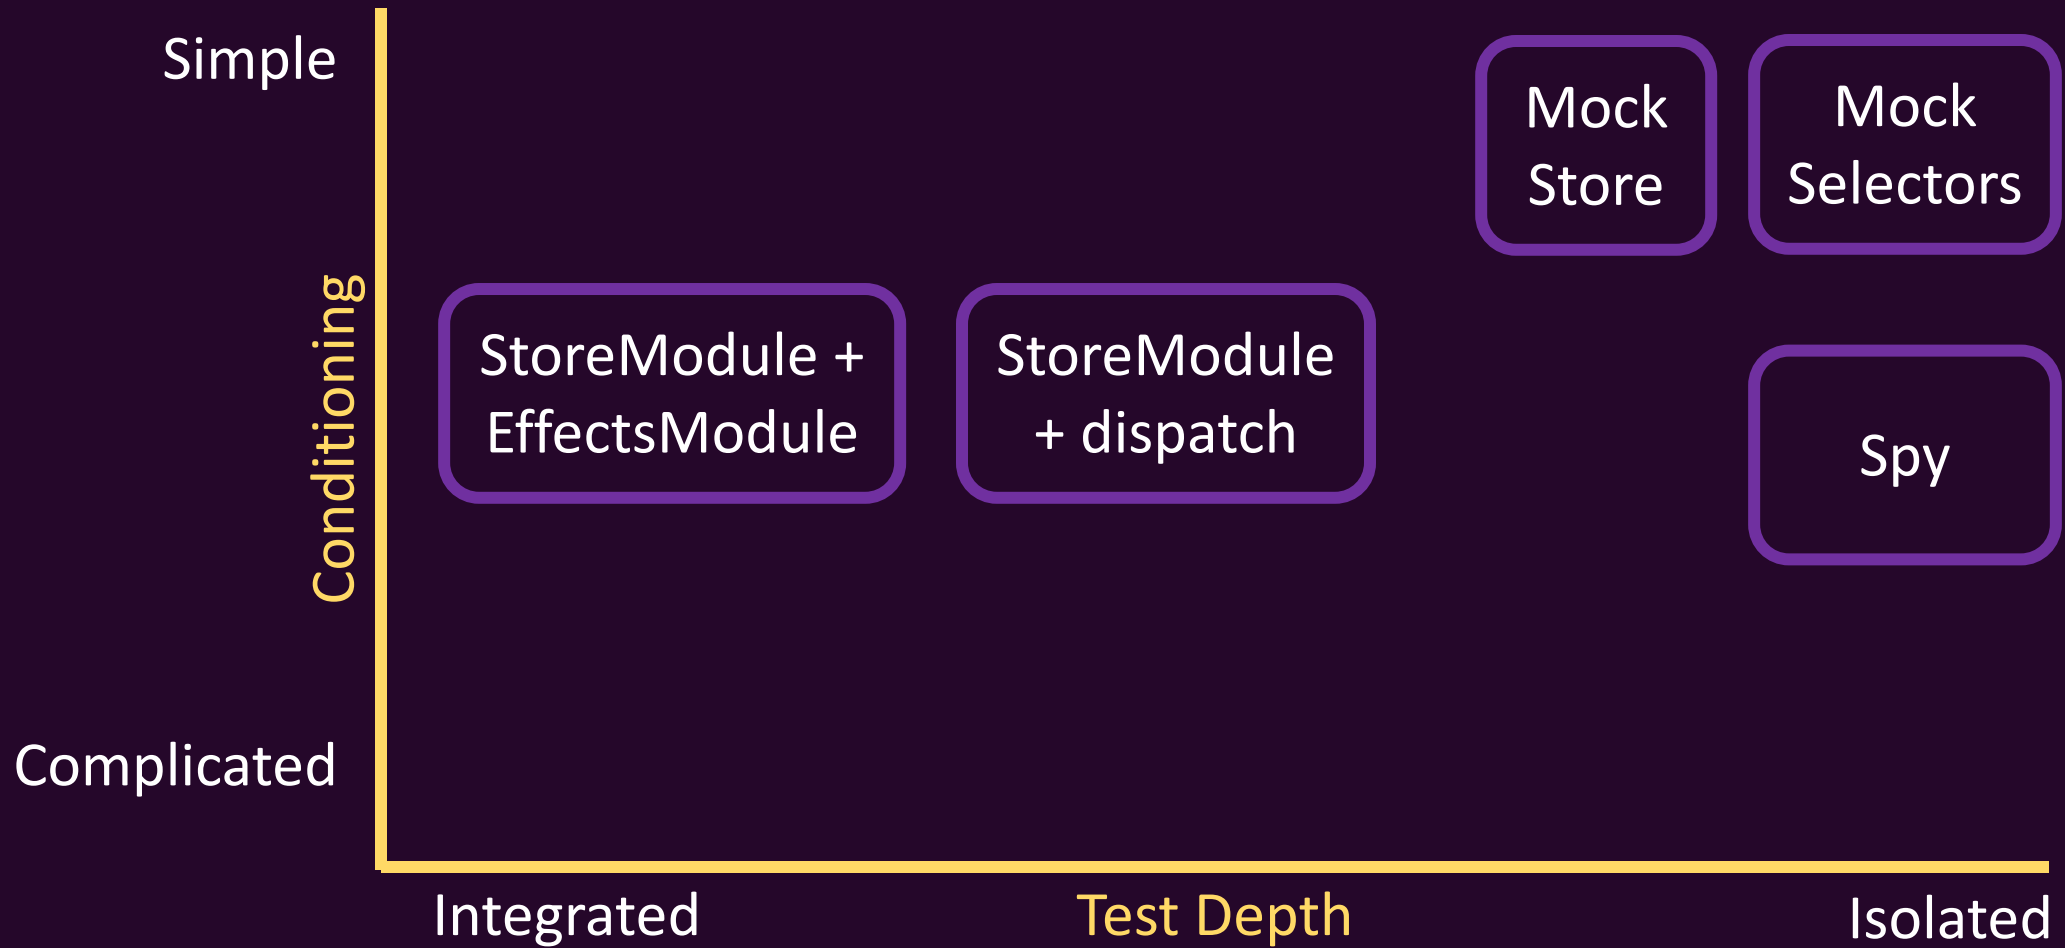 Simple
Mock
Store
Mock
Selectors
Conditioning
StoreModule +
EffectsModule
StoreModule
+ dispatch
Spy
Complicated
Integrated
Test Depth
Isolated